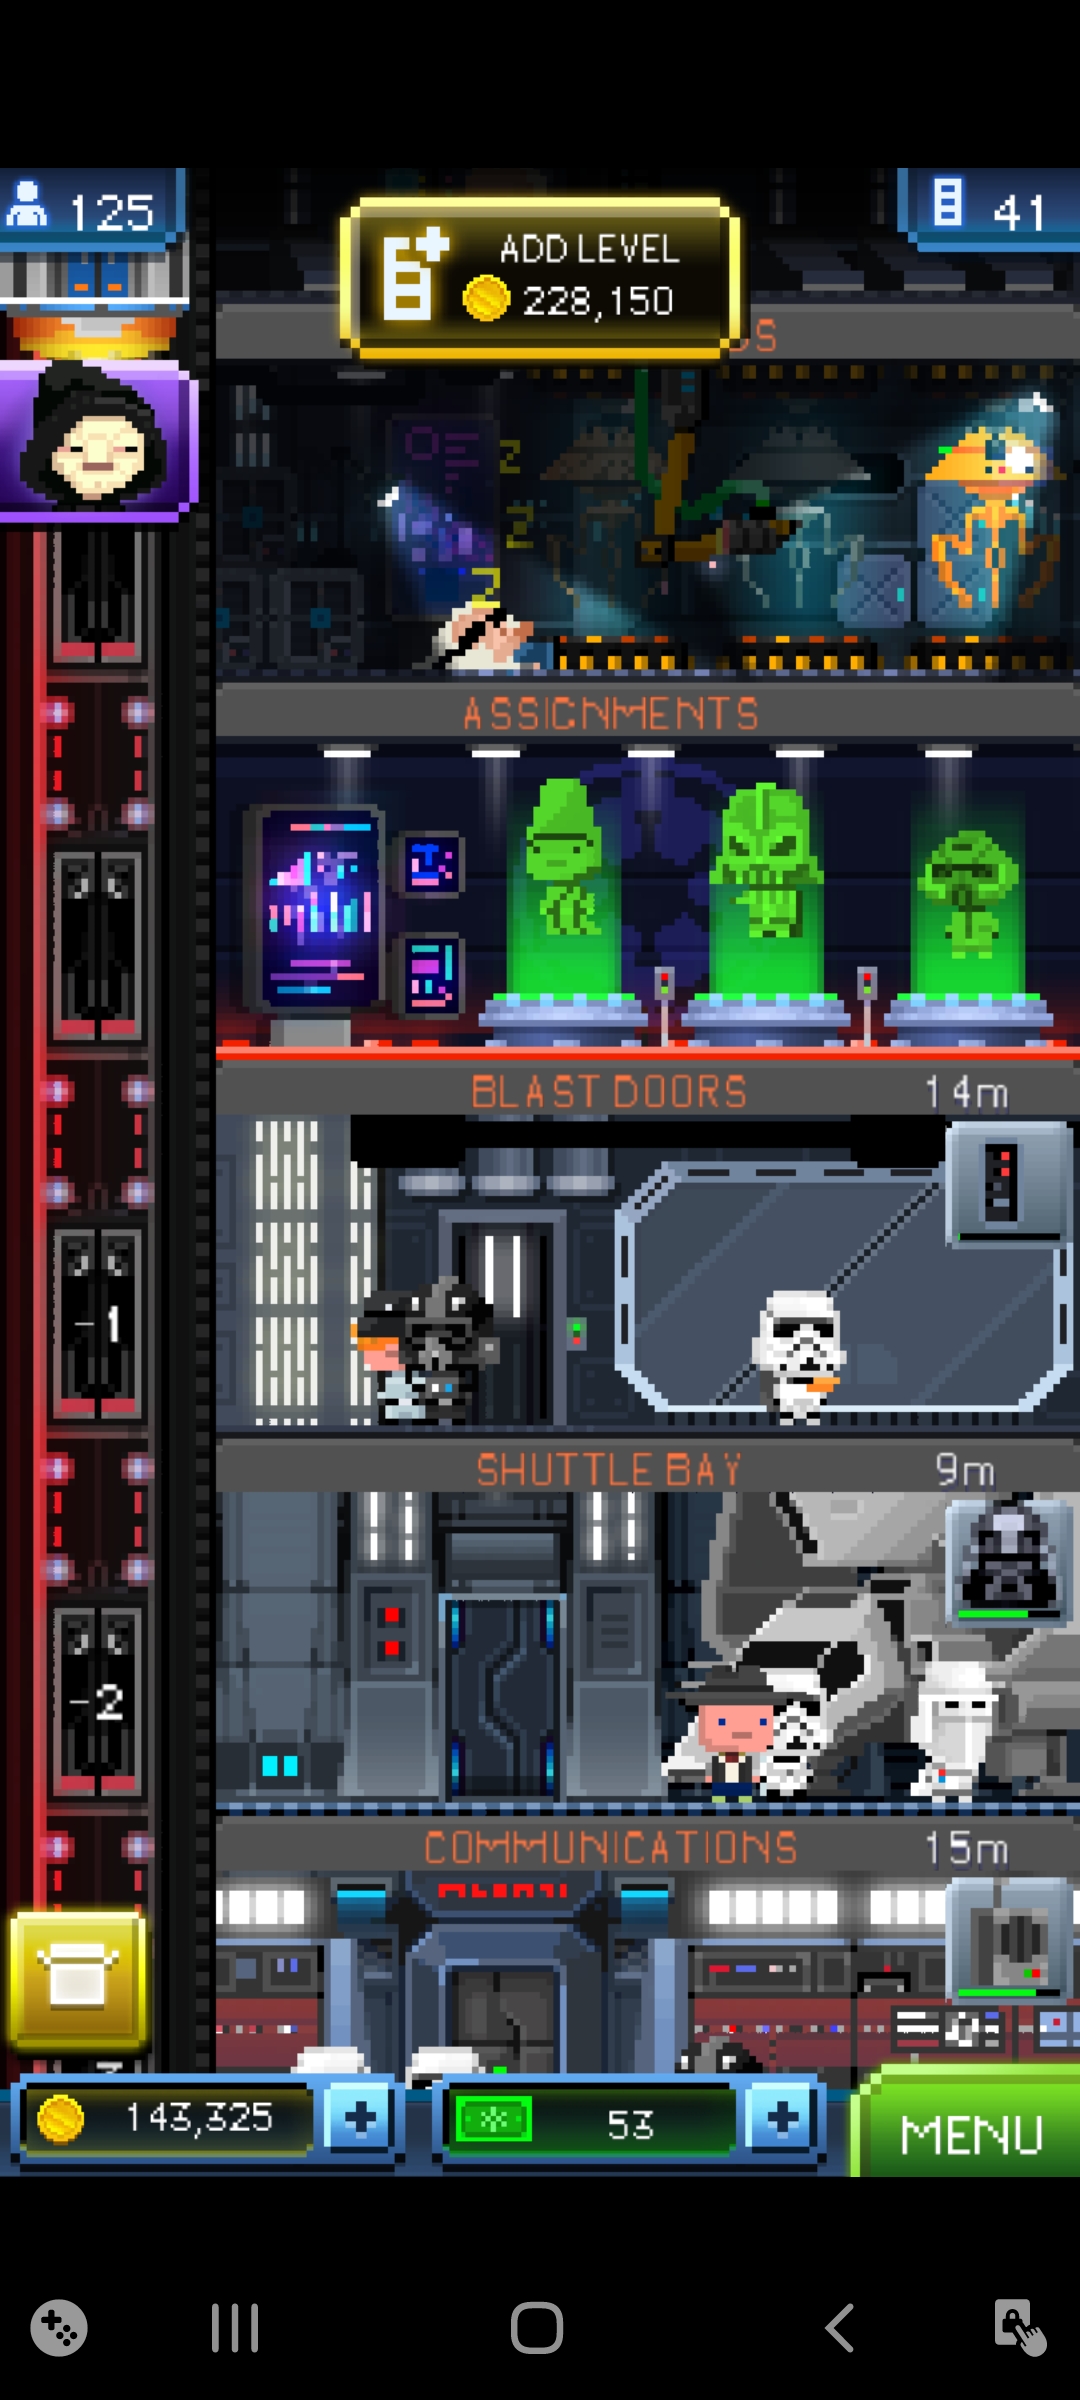 125
41
ADD LEVEL
228,150
DS
Z
Z
Z
ASSIGNMENTS
BLAST DOORS 14m
-1
SHUTTLE BAY 9m
-2
COMMUNICATIONS 15m
143,325
53
MENU